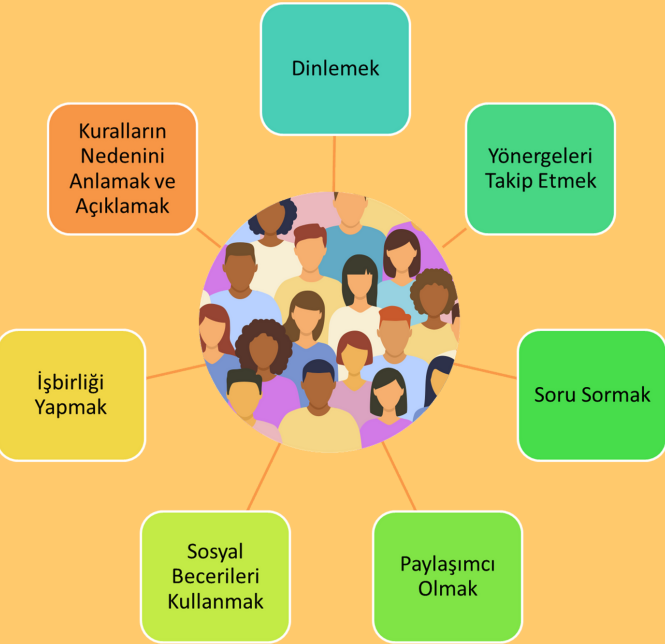 Dinlemek
Yönergeleri
Takip Etmek
Soru Sormak
Paylaşımcı
Olmak
Sosyal
Becerileri
Kullanmak
İşbirliği
Yapmak
Kuralların
Nedenini
Anlamak ve
Açıklamak